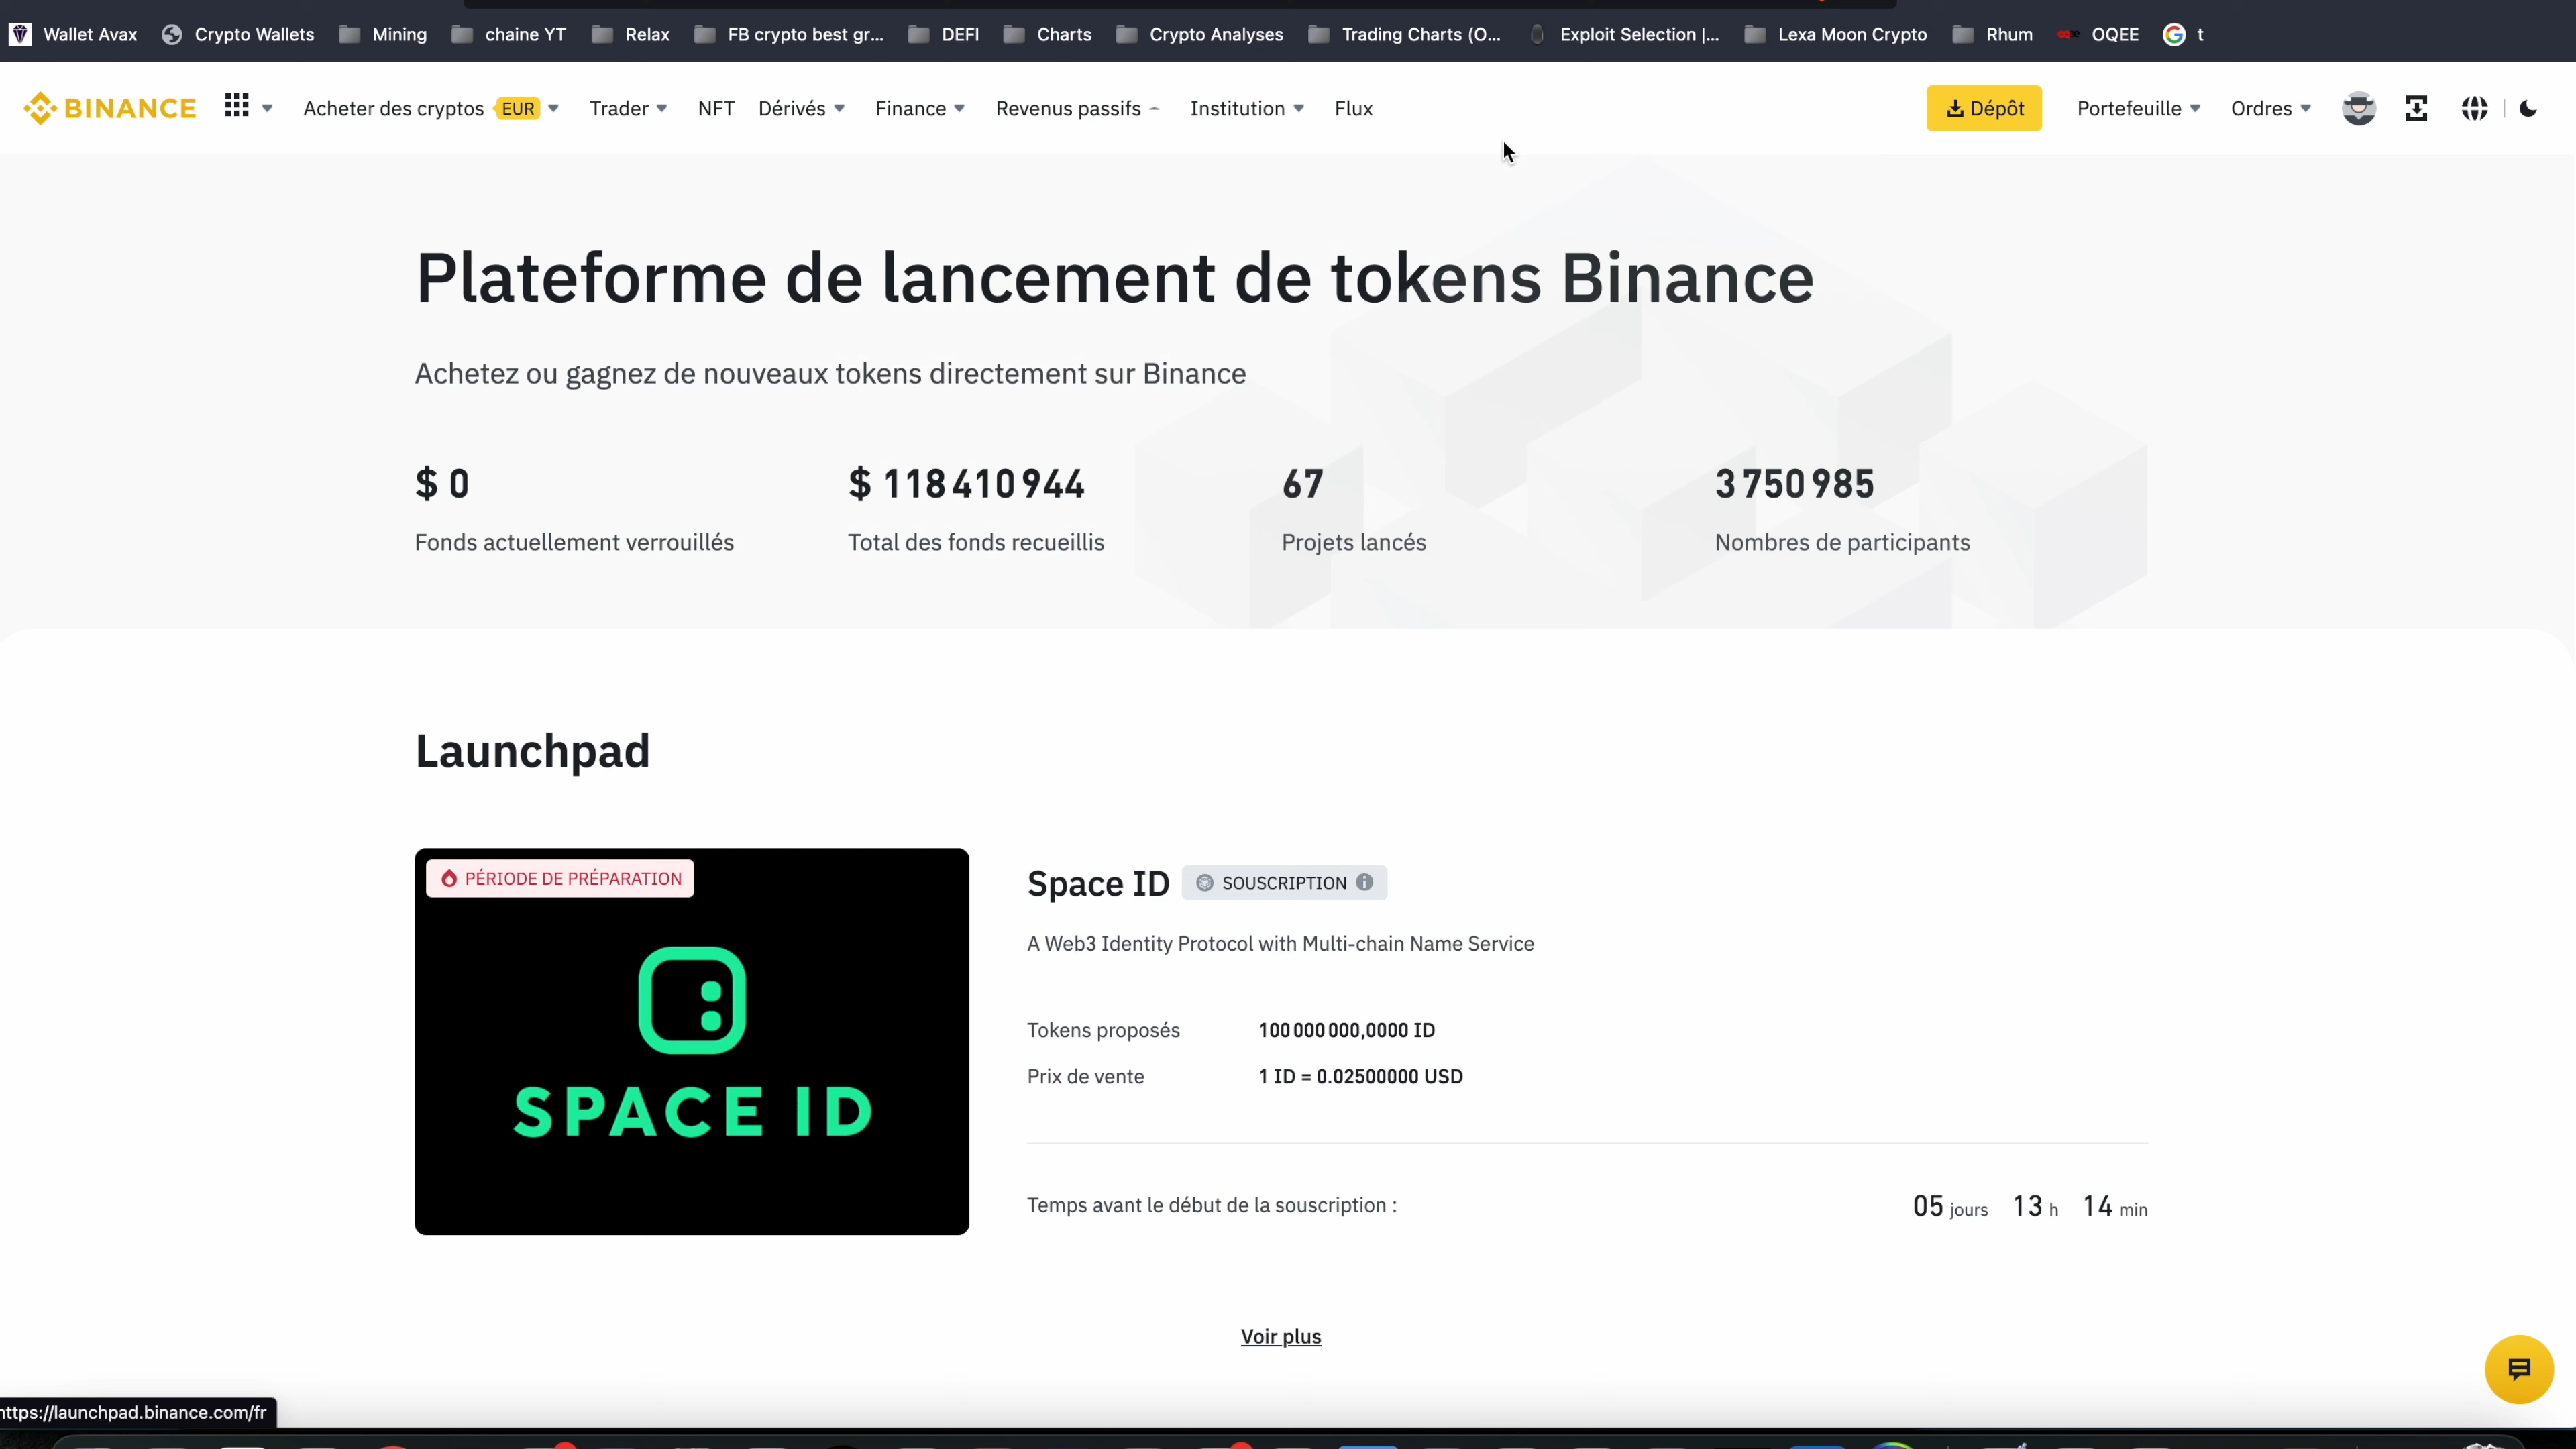 Wallet Avax Crypto Wallets Mining chaine YT Relax FB crypto best gr... DEFI Charts Crypto Analyses Trading Charts (O... Exploit Selection |... Lexa Moon Crypto Rhum OQEE t
BINANCE Acheter des cryptos EUR Trader NFT Dérivés Finance Revenus passifs Institution Flux Dépôt Portefeuille Ordres
Plateforme de lancement de tokens Binance
Achetez ou gagnez de nouveaux tokens directement sur Binance
$ 0 $ 118 410 944 67 3 750 985
Fonds actuellement verrouillés Total des fonds recueillis Projets lancés Nombres de participants
Launchpad
PÉRIODE DE PRÉPARATION
SPACE ID
Space ID SOUSCRIPTION
A Web3 Identity Protocol with Multi-chain Name Service
Tokens proposés 100 000 000,0000 ID
Prix de vente 1 ID = 0.02500000 USD
Temps avant le début de la souscription : 05 jours 13 h 14 min
Voir plus
https://launchpad.binance.com/fr